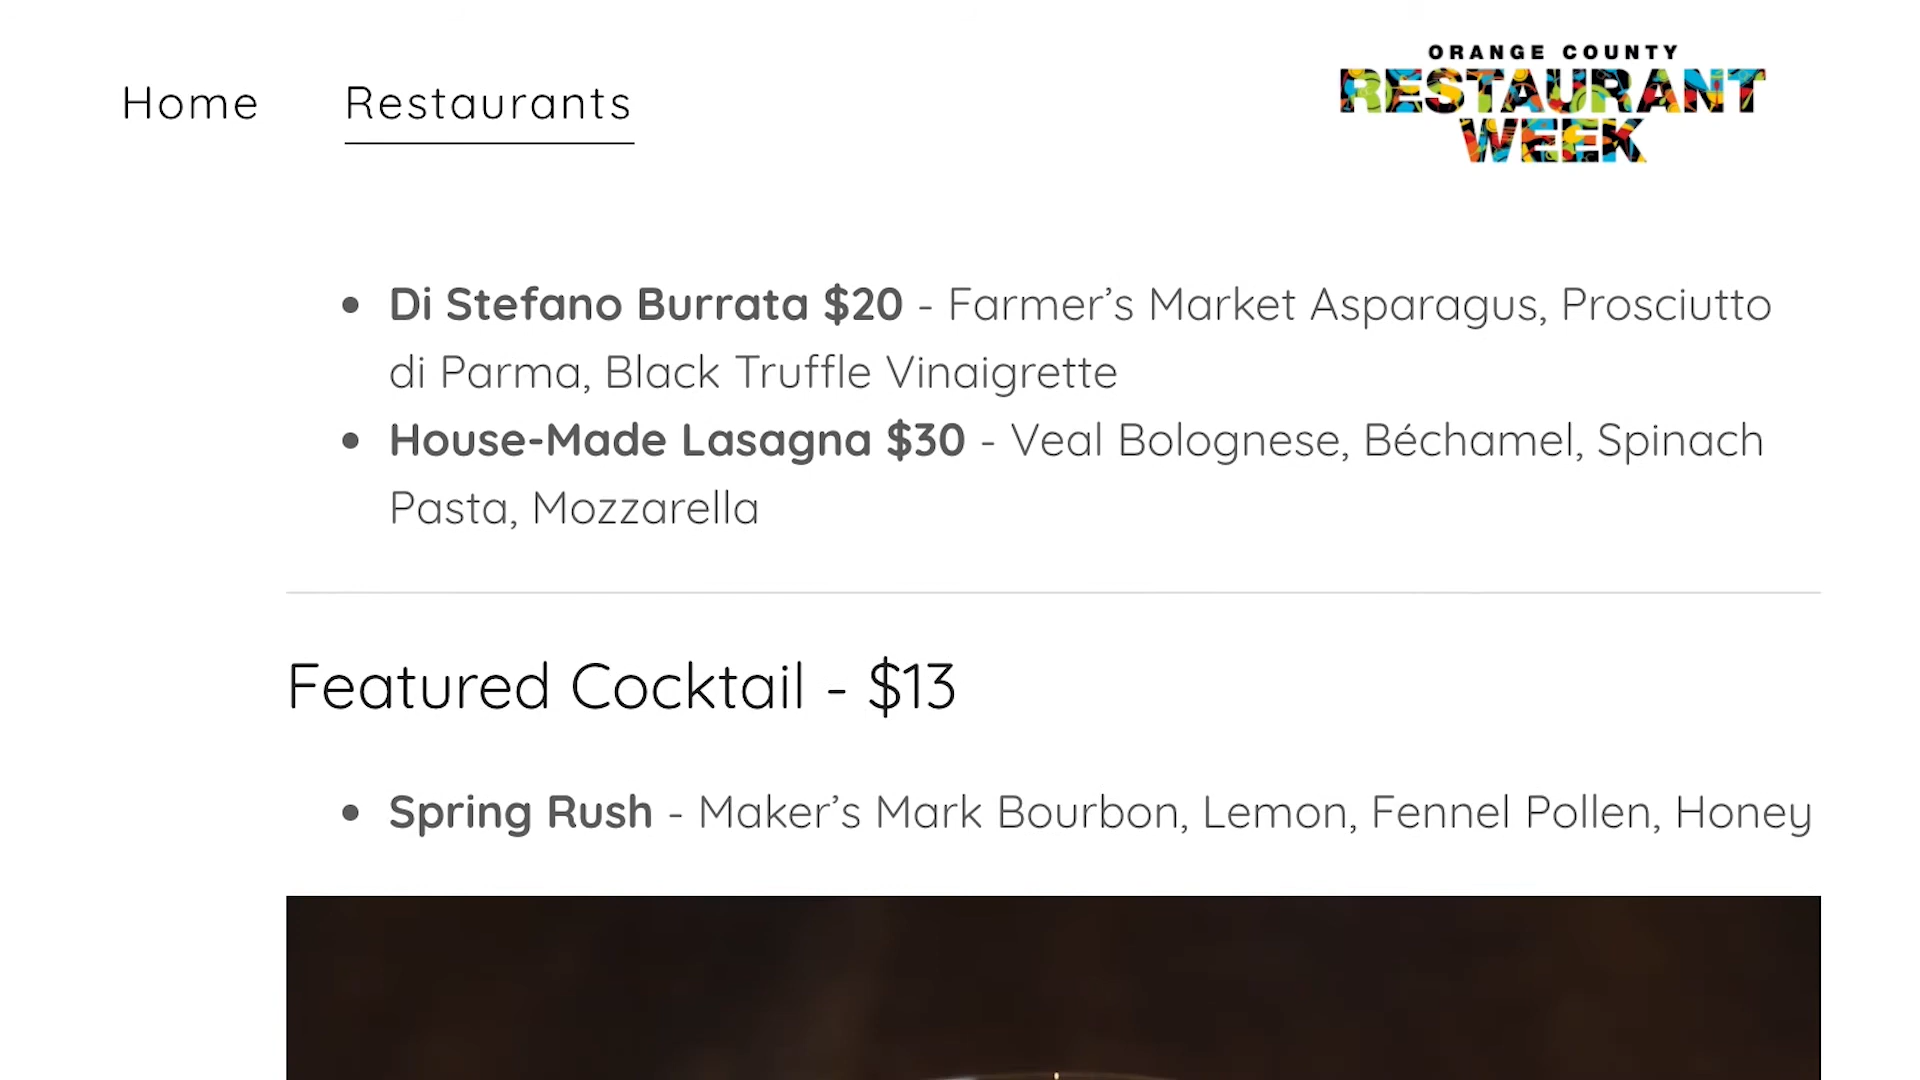 Home
Restaurants
ORANGE COUNTY
RESTAURANT
WEEK
Di Stefano Burrata $20 - Farmer’s Market Asparagus, Prosciutto
di Parma, Black Truffle Vinaigrette
House-Made Lasagna $30 - Veal Bolognese, Béchamel, Spinach
Pasta, Mozzarella
Featured Cocktail - $13
Spring Rush - Maker’s Mark Bourbon, Lemon, Fennel Pollen, Honey